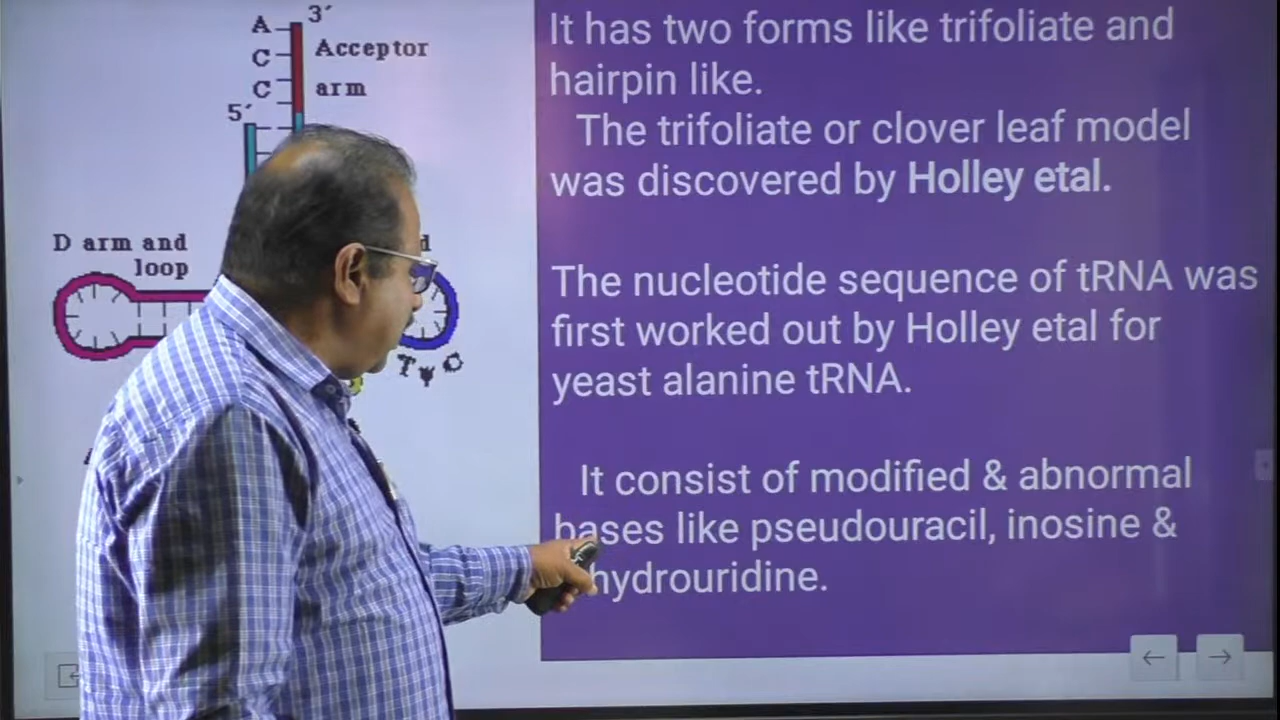 A
3´
C
Acceptor
C
arm
5´
D arm and
loop
d
T Ψ C
It has two forms like trifoliate and
hairpin like.
The trifoliate or clover leaf model
was discovered by Holley etal.
The nucleotide sequence of tRNA was
first worked out by Holley etal for
yeast alanine tRNA.
It consist of modified & abnormal
bases like pseudouracil, inosine &
hydrouridine.